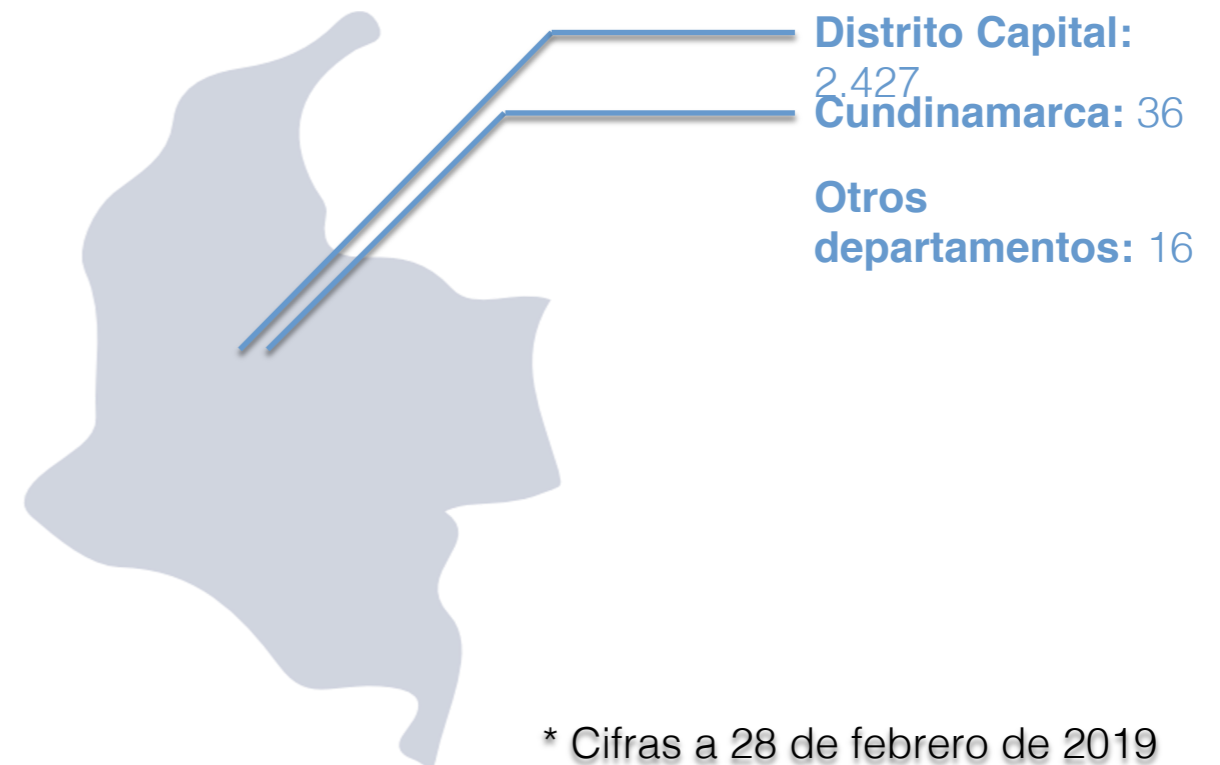 Distrito Capital:
2.427
Cundinamarca: 36
Otros
departamentos: 16
* Cifras a 28 de febrero de 2019